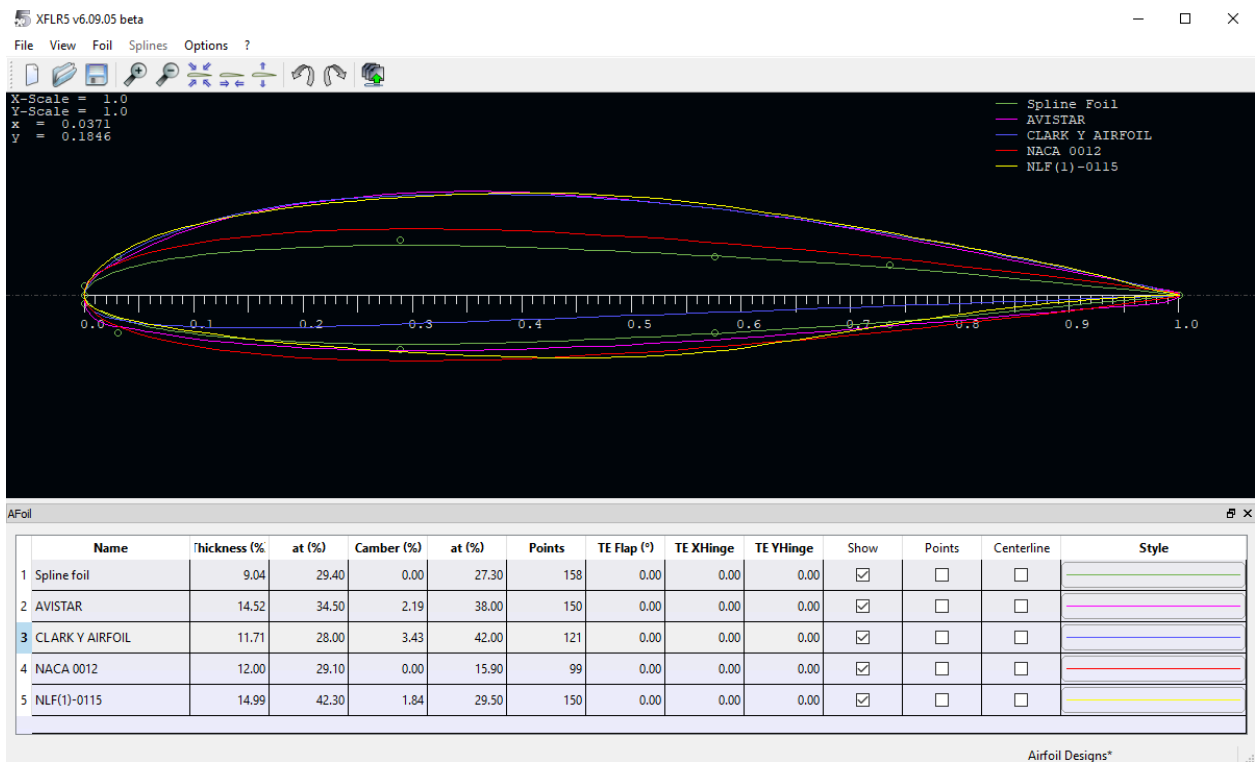 XFLR5 v6.09.05 beta
File View Foil Splines Options ?
X-Scale = 1.0
Y-Scale = 1.0
x = 0.0371
y = 0.1846
Spline Foil
AVISTAR
CLARK Y AIRFOIL
NACA 0012
NLF(1)-0115
0.0 0.1 0.2 0.3 0.4 0.5 0.6 0.7 0.8 0.9 1.0
AFoil
Name Thickness (% at (%) Camber (%) at (%) Points TE Flap (°) TE XHinge TE YHinge Show Points Centerline Style
1 Spline foil 9.04 29.40 0.00 27.30 158 0.00 0.00 0.00
2 AVISTAR 14.52 34.50 2.19 38.00 150 0.00 0.00 0.00
3 CLARK Y AIRFOIL 11.71 28.00 3.43 42.00 121 0.00 0.00 0.00
4 NACA 0012 12.00 29.10 0.00 15.90 99 0.00 0.00 0.00
5 NLF(1)-0115 14.99 42.30 1.84 29.50 150 0.00 0.00 0.00
Airfoil Designs*